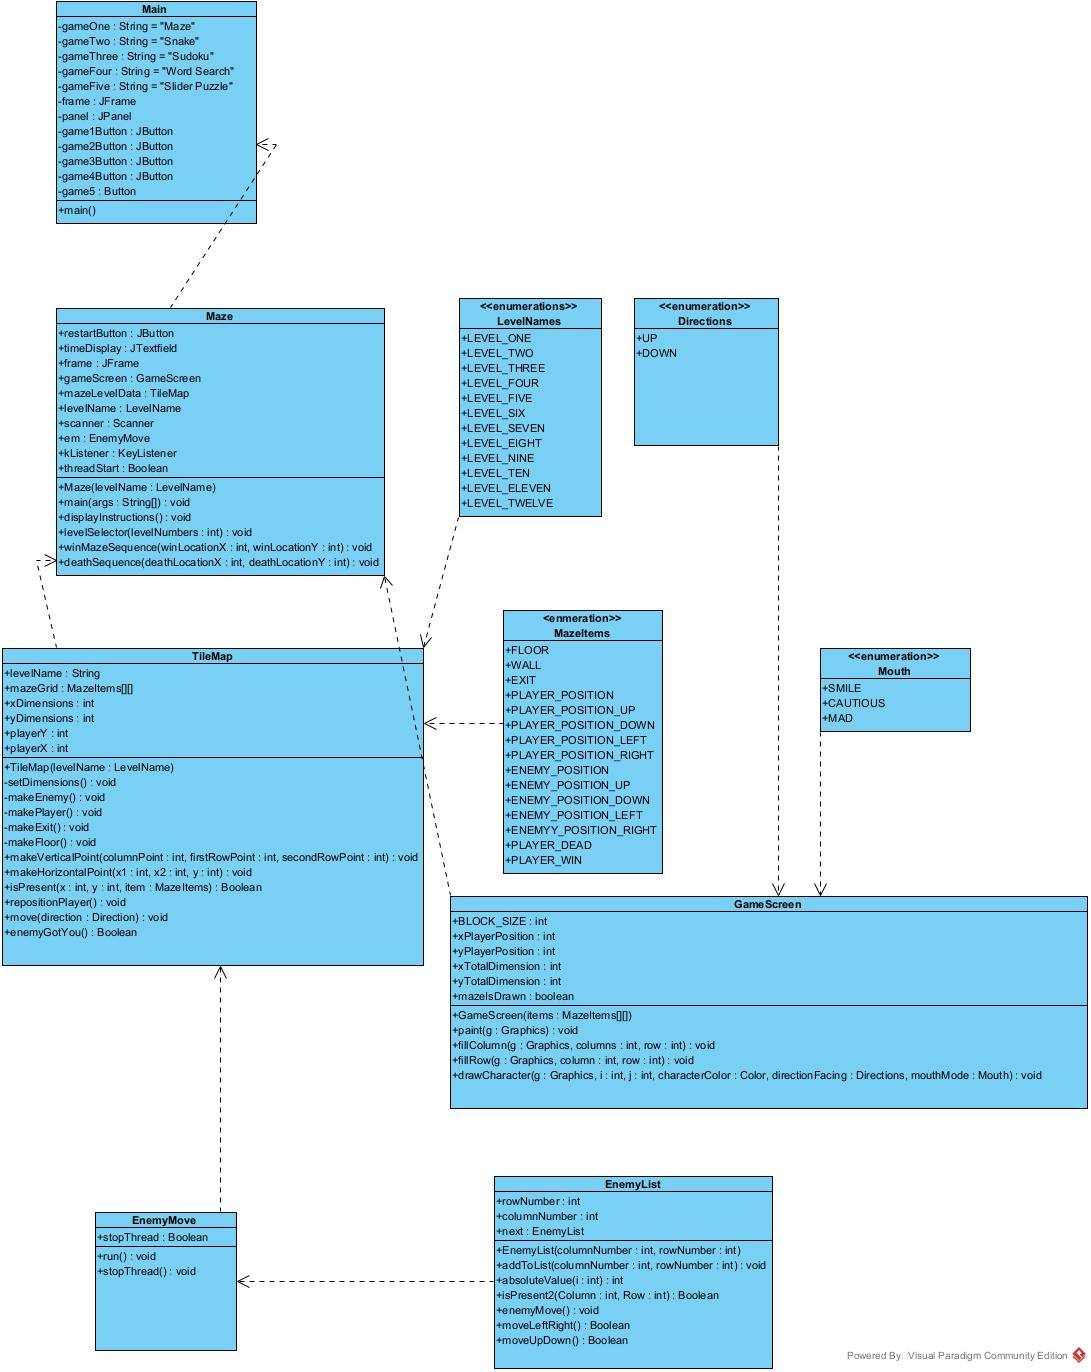 Main
-gameOne : String = "Maze"
-gameTwo : String = "Snake"
-gameThree : String = "Sudoku"
-gameFour : String = "Word Search"
-gameFive : String = "Slider Puzzle"
-frame : JFrame
-panel : JPanel
-game1Button : JButton
-game2Button : JButton
-game3Button : JButton
-game4Button : JButton
-game5 : Button
+main()
Maze
+restartButton : JButton
+timeDisplay : JTextfield
+frame : JFrame
+gameScreen : GameScreen
+mazeLevelData : TileMap
+levelName : LevelName
+scanner : Scanner
+em : EnemyMove
+kListener : KeyListener
+threadStart : Boolean
+Maze(levelName : LevelName)
+main(args : String[]) : void
+displayInstructions() : void
+levelSelector(levelNumbers : int) : void
+winMazeSequence(winLocationX : int, winLocationY : int) : void
+deathSequence(deathLocationX : int, deathLocationY : int) : void
<<enumerations>>
LevelNames
+LEVEL_ONE
+LEVEL_TWO
+LEVEL_THREE
+LEVEL_FOUR
+LEVEL_FIVE
+LEVEL_SIX
+LEVEL_SEVEN
+LEVEL_EIGHT
+LEVEL_NINE
+LEVEL_TEN
+LEVEL_ELEVEN
+LEVEL_TWELVE
<<enumeration>>
Directions
+UP
+DOWN
TileMap
+levelName : String
+mazeGrid : MazeItems[][]
+xDimensions : int
+yDimensions : int
+playerY : int
+playerX : int
+TileMap(levelName : LevelName)
-setDimensions() : void
-makeEnemy() : void
-makePlayer() : void
-makeExit() : void
-makeFloor() : void
+makeVerticalPoint(columnPoint : int, firstRowPoint : int, secondRowPoint : int) : void
+makeHorizontalPoint(x1 : int, x2 : int, y : int) : void
+isPresent(x : int, y : int, item : MazeItems) : Boolean
+repositionPlayer() : void
+move(direction : Direction) : void
+enemyGotYou() : Boolean
<enmeration>>
MazeItems
+FLOOR
+WALL
+EXIT
+PLAYER_POSITION
+PLAYER_POSITION_UP
+PLAYER_POSITION_DOWN
+PLAYER_POSITION_LEFT
+PLAYER_POSITION_RIGHT
+ENEMY_POSITION
+ENEMY_POSITION_UP
+ENEMY_POSITION_DOWN
+ENEMY_POSITION_LEFT
+ENEMYY_POSITION_RIGHT
+PLAYER_DEAD
+PLAYER_WIN
<<enumeration>>
Mouth
+SMILE
+CAUTIOUS
+MAD
GameScreen
+BLOCK_SIZE : int
+xPlayerPosition : int
+yPlayerPosition : int
+xTotalDimension : int
+yTotalDimension : int
+mazeIsDrawn : boolean
+GameScreen(items : MazeItems[][])
+paint(g : Graphics) : void
+fillColumn(g : Graphics, columns : int, row : int) : void
+fillRow(g : Graphics, column : int, row : int) : void
+drawCharacter(g : Graphics, i : int, j : int, characterColor : Color, directionFacing : Directions, mouthMode : Mouth) : void
EnemyMove
+stopThread : Boolean
+run() : void
+stopThread() : void
EnemyList
+rowNumber : int
+columnNumber : int
+next : EnemyList
+EnemyList(columnNumber : int, rowNumber : int)
+addToList(columnNumber : int, rowNumber : int) : void
+absoluteValue(i : int) : int
+isPresent2(Column : int, Row : int) : Boolean
+enemyMove() : void
+moveLeftRight() : Boolean
+moveUpDown() : Boolean
Powered By Visual Paradigm Community Edition